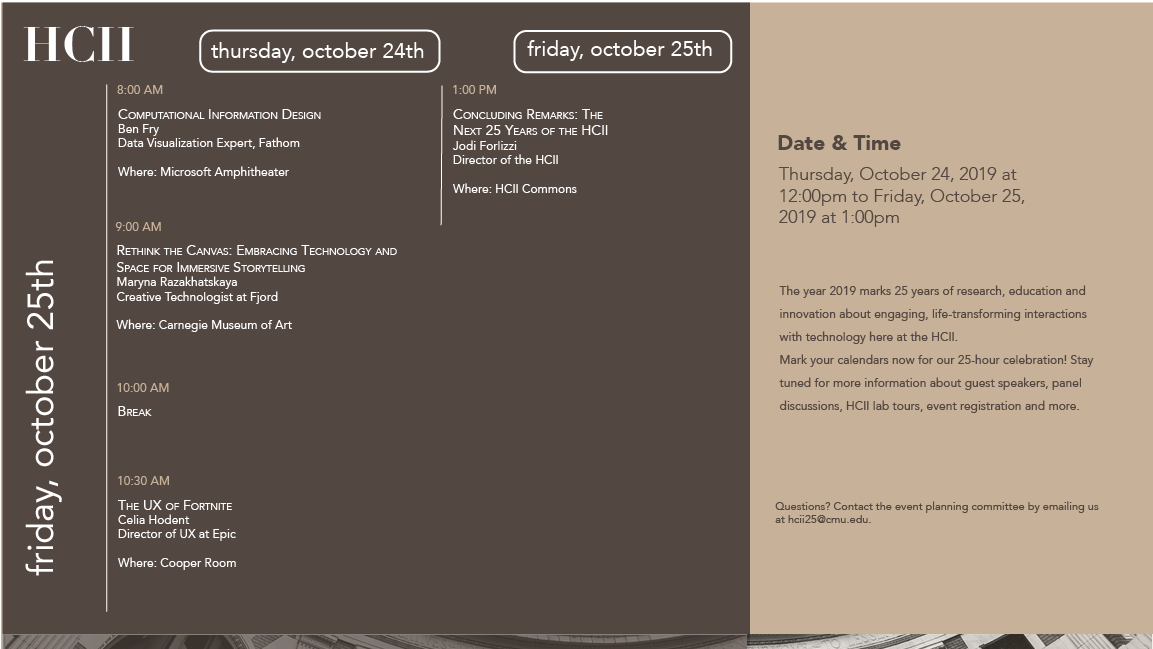 HCII
thursday, october 24th
friday, october 25th
friday, october 25th
8:00 AM
Computational Information Design
Ben Fry
Data Visualization Expert, Fathom
Where: Microsoft Amphitheater
9:00 AM
Rethink the Canvas: Embracing Technology and
Space for Immersive Storytelling
Maryna Razakhatskaya
Creative Technologist at Fjord
Where: Carnegie Museum of Art
10:00 AM
Break
10:30 AM
The UX of Fortnite
Celia Hodent
Director of UX at Epic
Where: Cooper Room
1:00 PM
Concluding Remarks: The
Next 25 Years of the HCII
Jodi Forlizzi
Director of the HCII
Where: HCII Commons
Date & Time
Thursday, October 24, 2019 at
12:00pm to Friday, October 25,
2019 at 1:00pm
The year 2019 marks 25 years of research, education and
innovation about engaging, life-transforming interactions
with technology here at the HCII.
Mark your calendars now for our 25-hour celebration! Stay
tuned for more information about guest speakers, panel
discussions, HCII lab tours, event registration and more.
Questions? Contact the event planning committee by emailing us
at hcii25@cmu.edu.